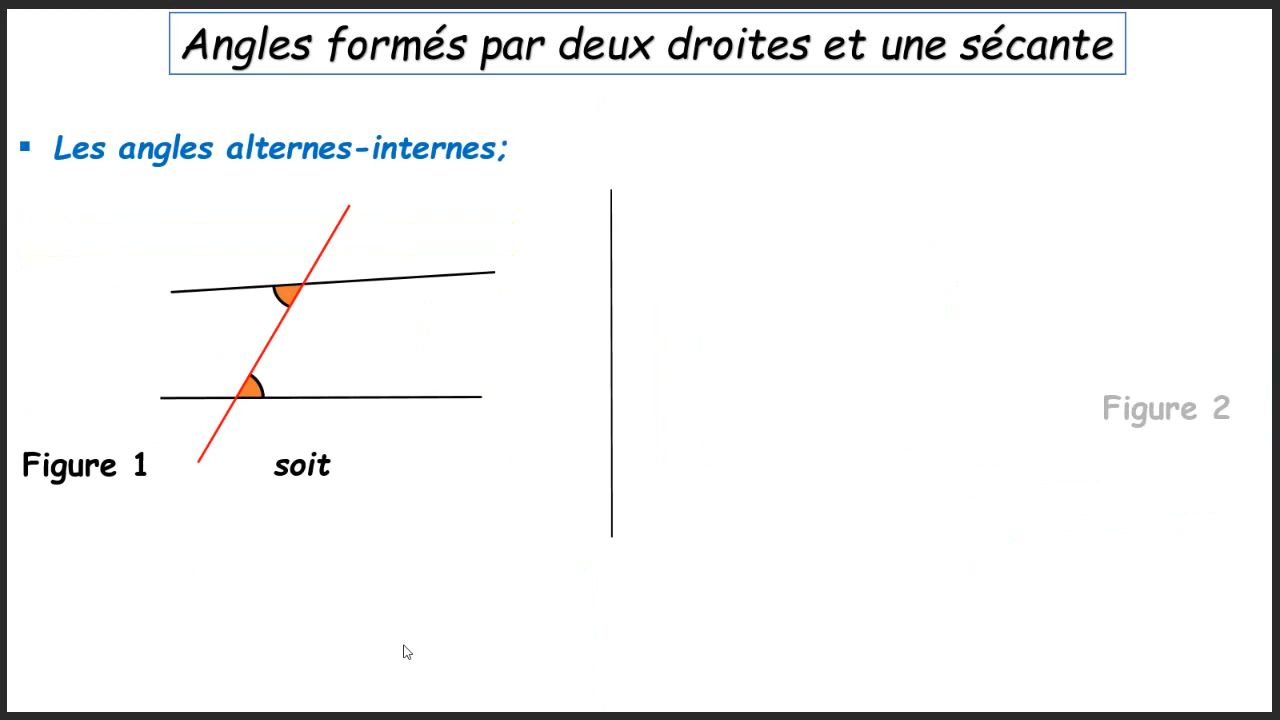 Angles formés par deux droites et une sécante
▪ Les angles alternes-internes;
Figure 2
Figure 1 soit